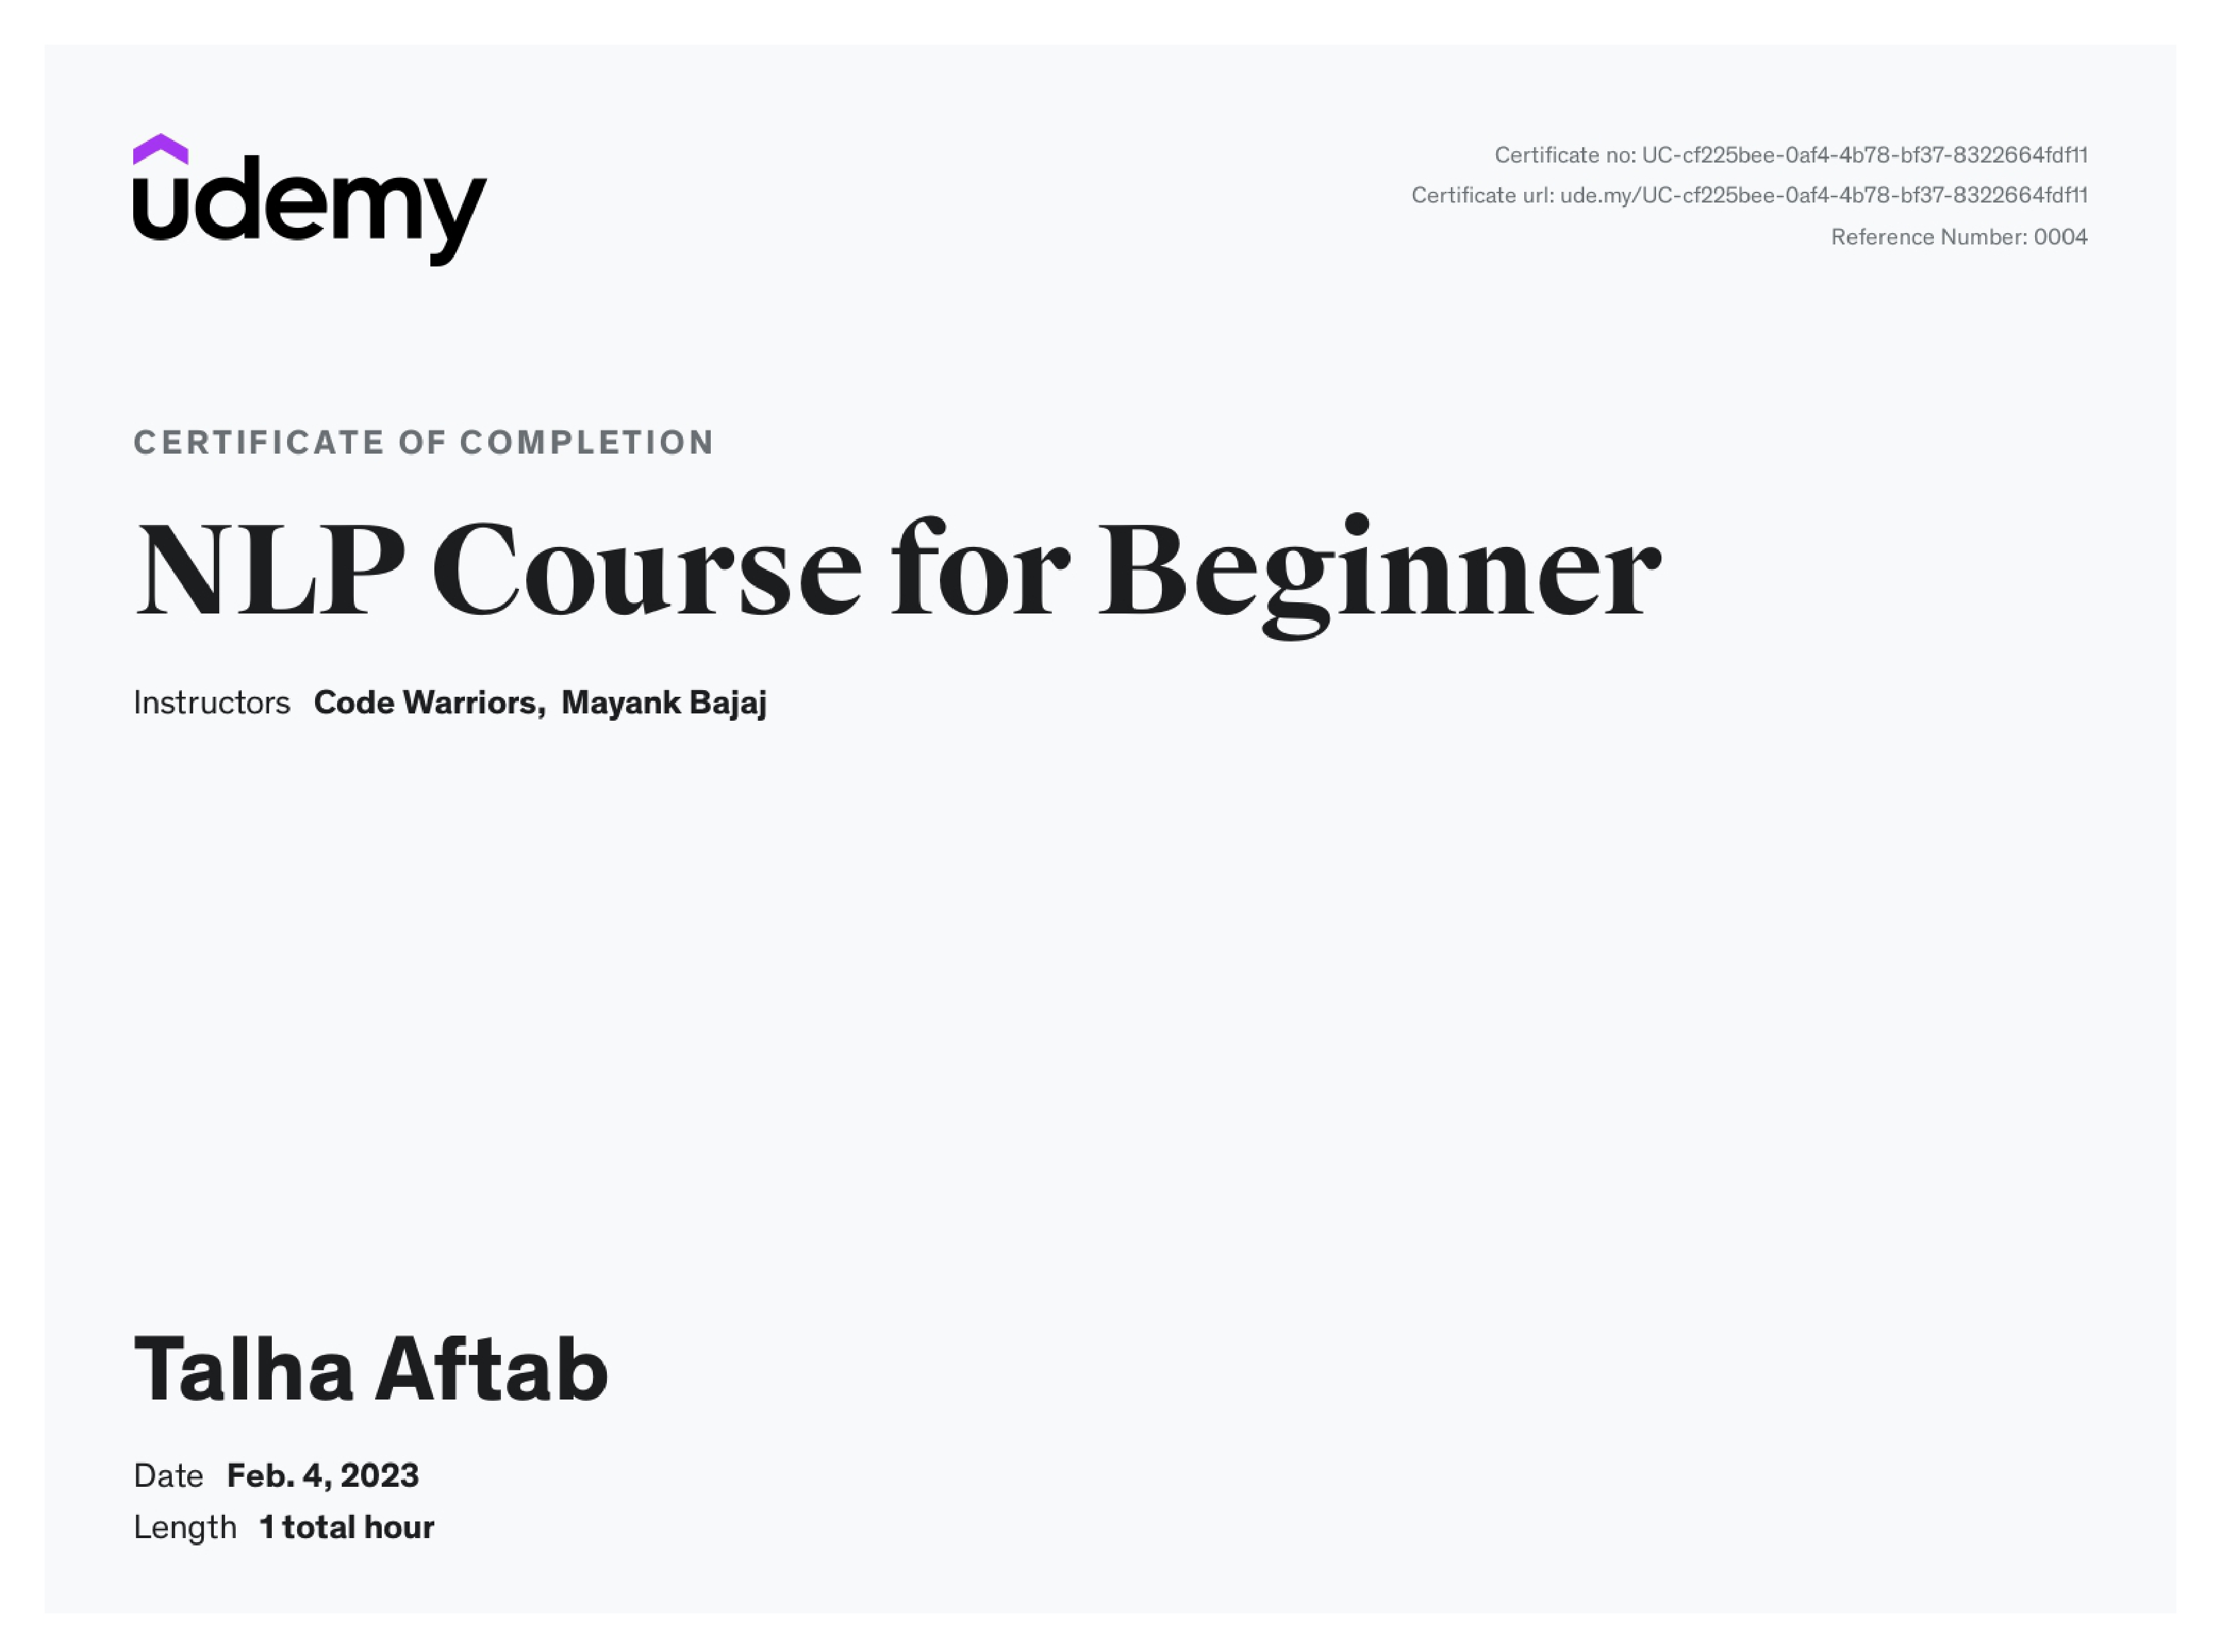 udemy
Certificate no: UC-cf225bee-0af4-4b78-bf37-8322664fdf11
Certificate url: ude.my/UC-cf225bee-0af4-4b78-bf37-8322664fdf11
Reference Number: 0004
CERTIFICATE OF COMPLETION
NLP Course for Beginner
Instructors Code Warriors, Mayank Bajaj
Talha Aftab
Date Feb. 4, 2023
Length 1 total hour